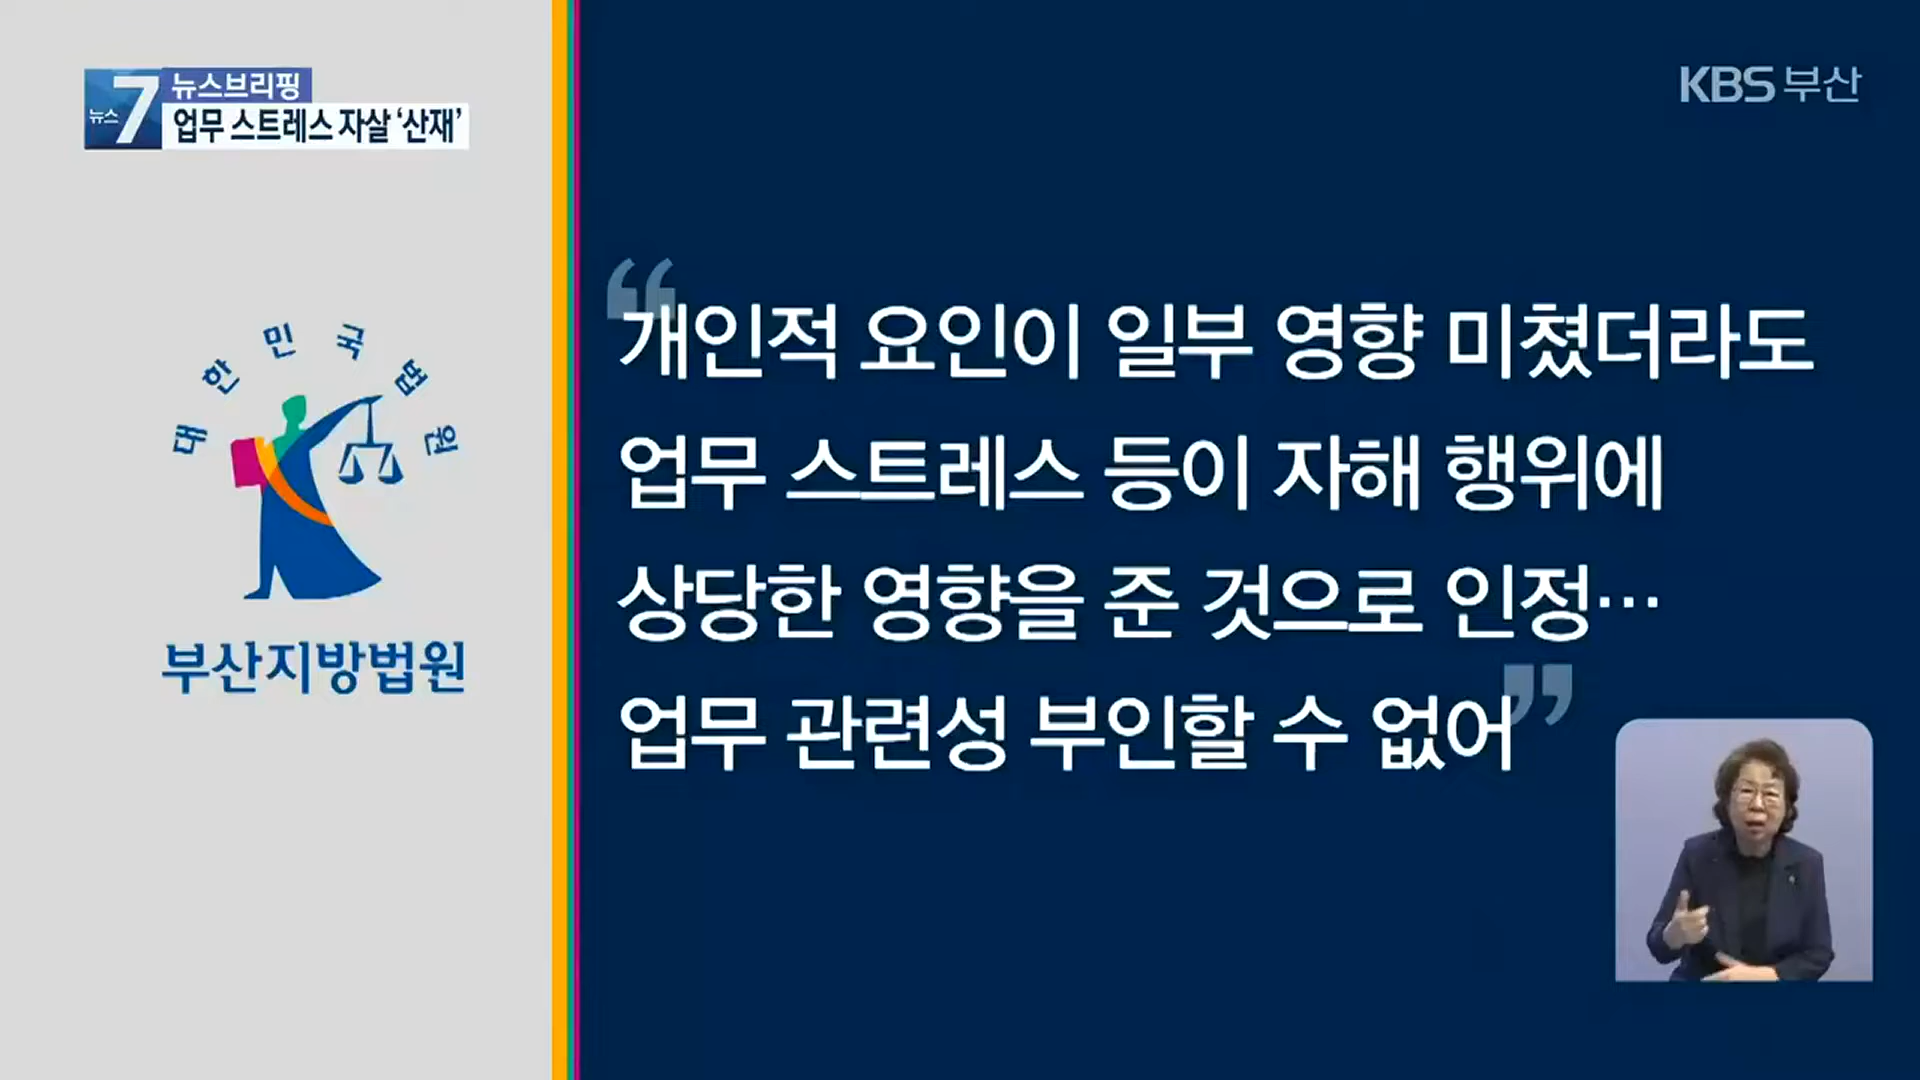 뉴스 7
뉴스브리핑
업무 스트레스 자살 ‘산재’
KBS 부산
대한민국법원
부산지방법원
“개인적 요인이 일부 영향 미쳤더라도
업무 스트레스 등이 자해 행위에
상당한 영향을 준 것으로 인정…
업무 관련성 부인할 수 없어”